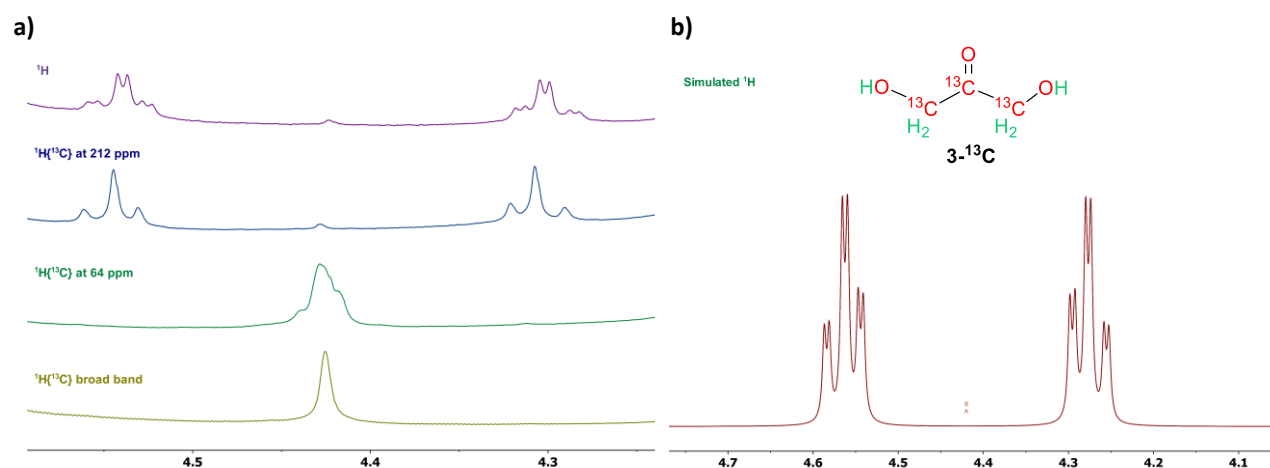 a)
¹H
¹H{¹³C} at 212 ppm
¹H{¹³C} at 64 ppm
¹H{¹³C} broad band
4.5 4.4 4.3
b)
Simulated ¹H
O
HO ¹³C OH
¹³C ¹³C
H₂ H₂
3-¹³C
B
A
4.7 4.6 4.5 4.4 4.3 4.2 4.1